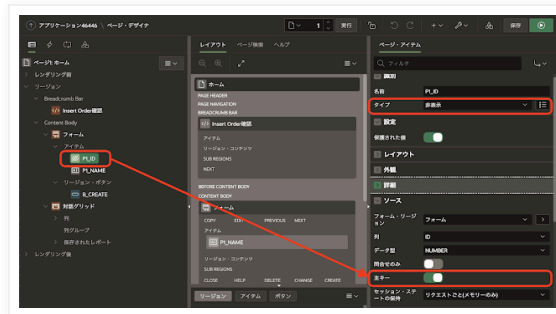 アプリケーション46446 \ ページ・デザイナ
1
実行
保存
ページ1: ホーム
レンダリング前
リージョン
Breadcrumb Bar
Insert Order確認
Content Body
フォーム
アイテム
P1_ID
P1_NAME
リージョン・ボタン
B_CREATE
対話グリッド
列
列グループ
保存されたレポート
レンダリング後
レイアウト
ページ検索
ヘルプ
ホーム
PAGE HEADER
PAGE NAVIGATION
BREADCRUMB BAR
Insert Order確認
アイテム
リージョン・コンテンツ
SUB REGIONS
NEXT
BEFORE CONTENT BODY
CONTENT BODY
フォーム
COPY EDIT PREVIOUS NEXT
アイテム
P1_NAME
リージョン・コンテンツ
SUB REGIONS
CLOSE HELP DELETE CHANGE CREATE
リージョン アイテム ボタン
ページ・アイテム
フィルタ
識別
名前 P1_ID
タイプ 非表示
設定
保護された値
レイアウト
外観
詳細
ソース
フォーム・リージョン フォーム
列 ID
データ型 NUMBER
問合せのみ
主キー
セッション・ステートの保持 リクエストごと(メモリーのみ)